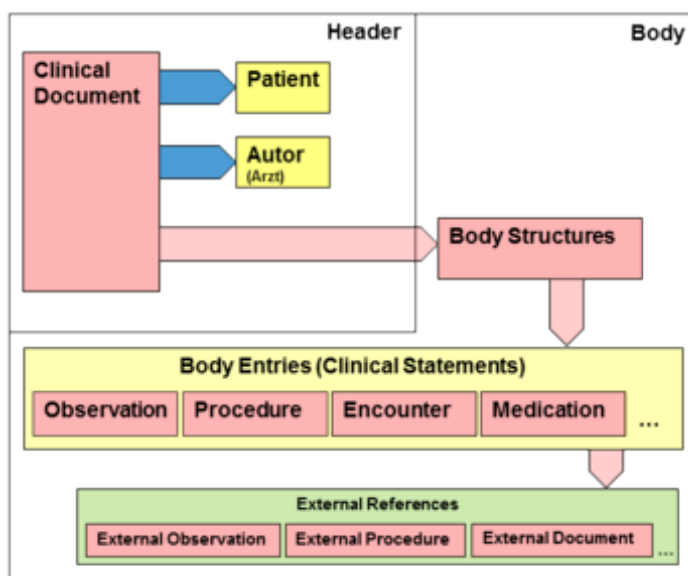 Header
Body
Clinical
Document
Patient
Autor
(Arzt)
Body Structures
Body Entries (Clinical Statements)
Observation
Procedure
Encounter
Medication
...
External References
External Observation
External Procedure
External Document
...